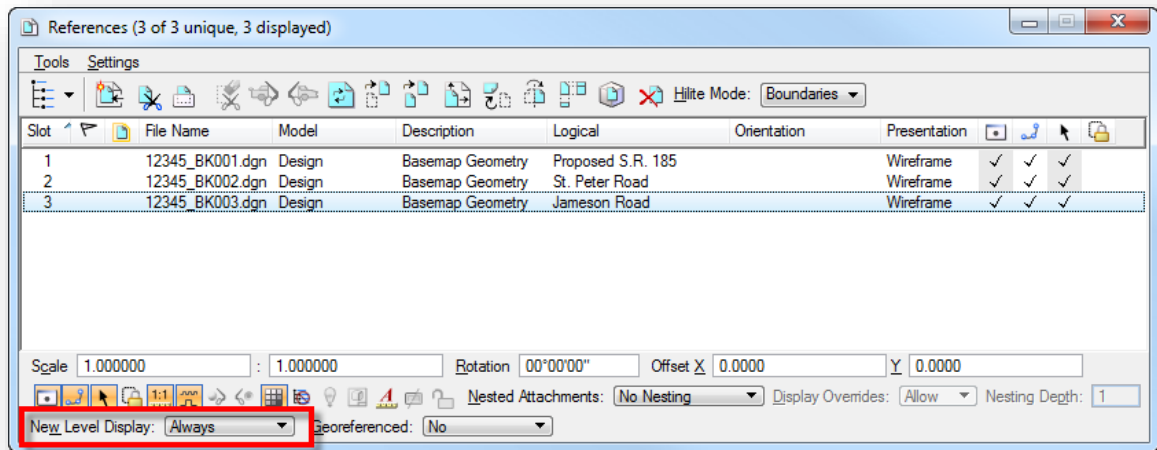 References (3 of 3 unique, 3 displayed)
Tools Settings
Hilite Mode: Boundaries
Slot File Name Model Description Logical Orientation Presentation
1 12345_BK001.dgn Design Basemap Geometry Proposed S.R. 185 Wireframe
2 12345_BK002.dgn Design Basemap Geometry St. Peter Road Wireframe
3 12345_BK003.dgn Design Basemap Geometry Jameson Road Wireframe
Scale 1.000000 : 1.000000 Rotation 00°00'00" Offset X 0.0000 Y 0.0000
1:1 Nested Attachments: No Nesting Display Overrides: Allow Nesting Depth: 1
New Level Display: Always Georeferenced: No